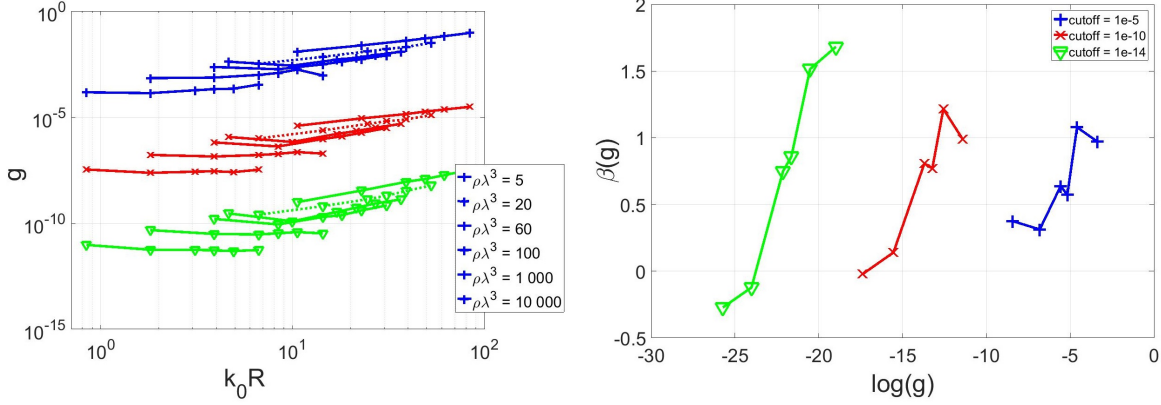 10^0
10^-5
10^-10
10^-15
g
10^0
10^1
10^2
k_0R
ρλ^3 = 5
ρλ^3 = 20
ρλ^3 = 60
ρλ^3 = 100
ρλ^3 = 1 000
ρλ^3 = 10 000
2
1.5
1
0.5
0
-0.5
β(g)
-30
-25
-20
-15
-10
-5
0
log(g)
cutoff = 1e-5
cutoff = 1e-10
cutoff = 1e-14